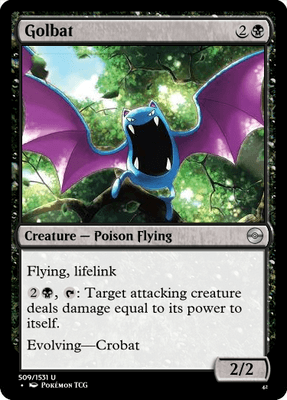 Golbat 2
Creature — Poison Flying
Flying, lifelink
2, : Target attacking creature
deals damage equal to its power to
itself.
Evolving—Crobat
2/2
509/1531 U
• Pokémon TCG